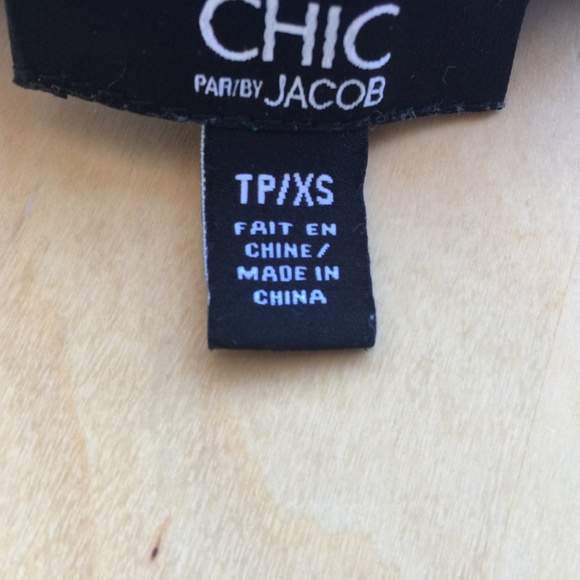 CHIC
PAR/BY JACOB
TP/XS
FAIT EN
CHINE/
MADE IN
CHINA